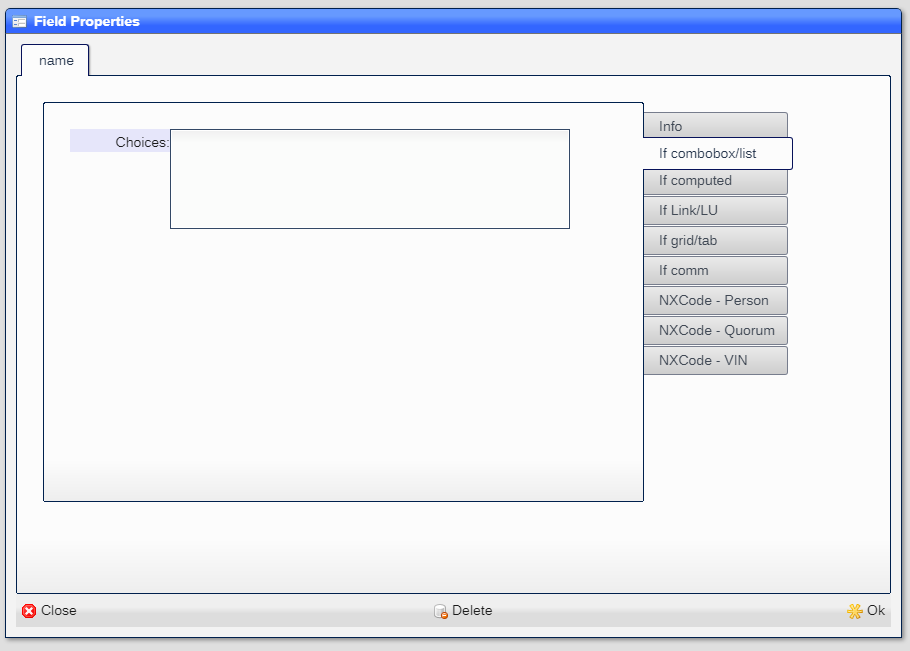 Field Properties
name
Choices:
Info
If combobox/list
If computed
If Link/LU
If grid/tab
If comm
NXCode - Person
NXCode - Quorum
NXCode - VIN
Close
Delete
Ok